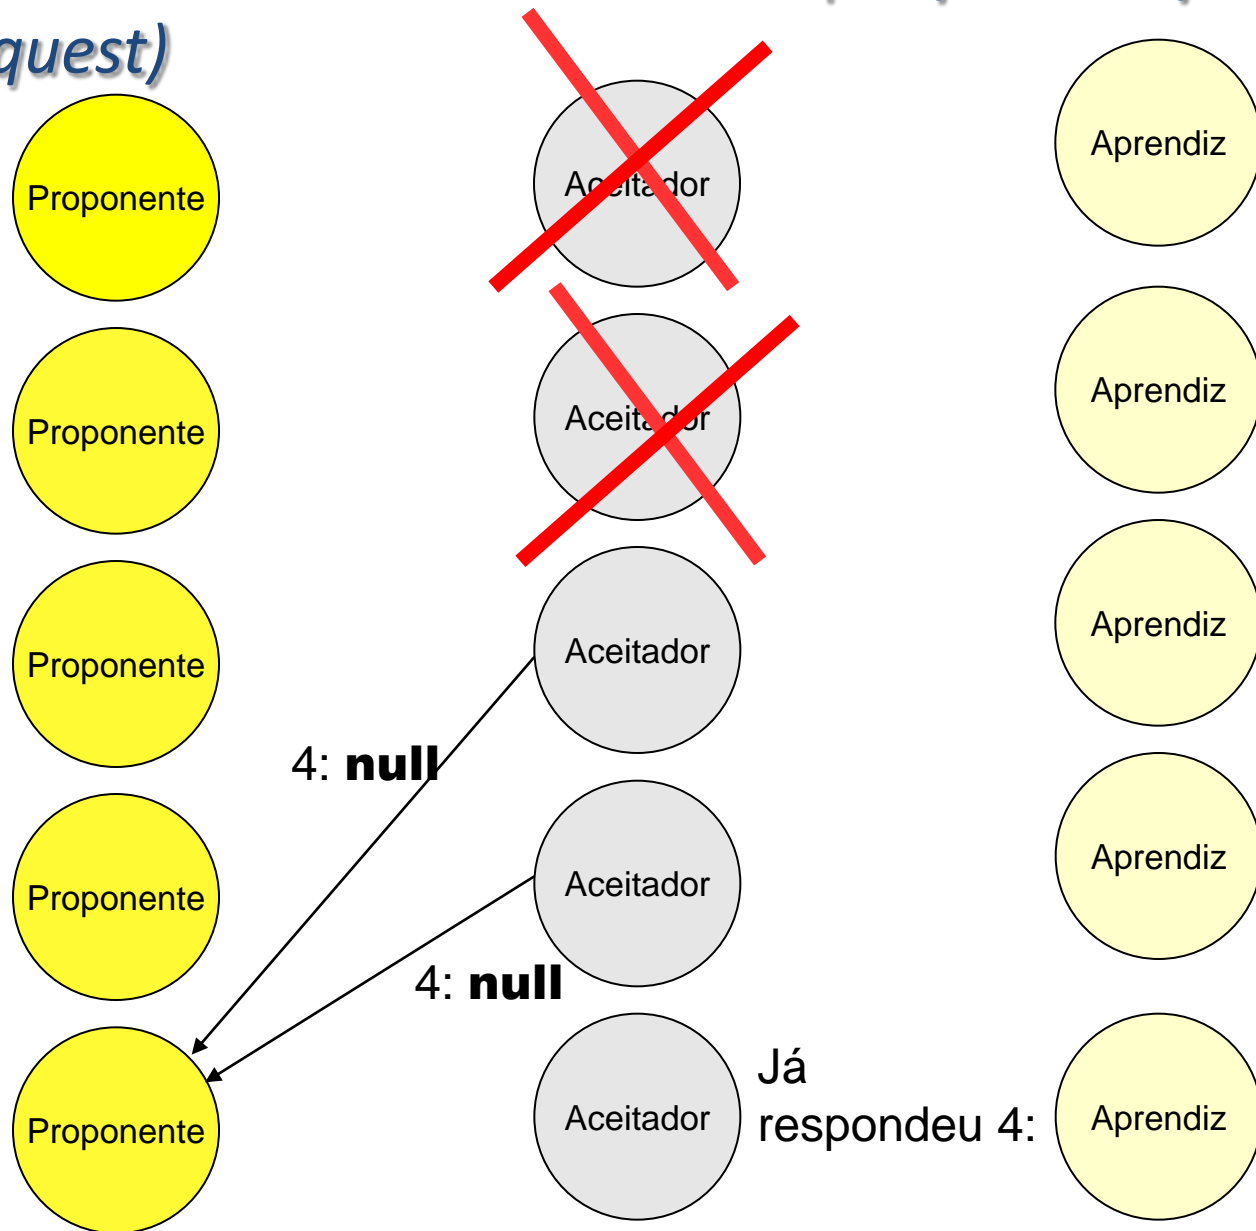 quest)
Proponente
Aceitador
Aprendiz
Proponente
Aceitador
Aprendiz
Proponente
Aceitador
Aprendiz
4: null
Proponente
Aceitador
Aprendiz
4: null
Proponente
Aceitador
Já
respondeu 4:
Aprendiz